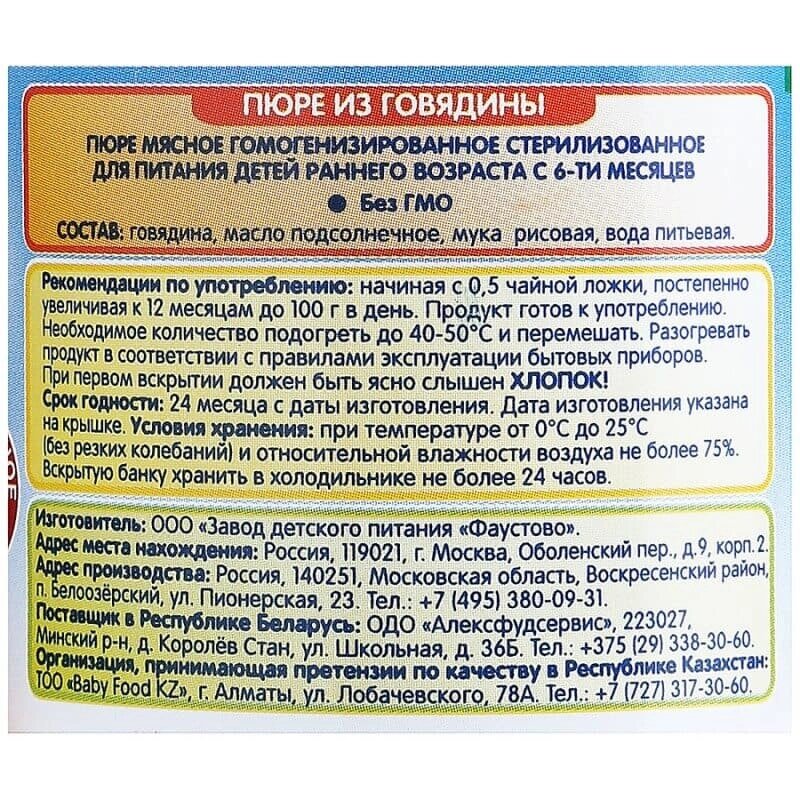 ПЮРЕ ИЗ ГОВЯДИНЫ
ПЮРЕ МЯСНОЕ ГОМОГЕНИЗИРОВАННОЕ СТЕРИЛИЗОВАННОЕ
ДЛЯ ПИТАНИЯ ДЕТЕЙ РАННЕГО ВОЗРАСТА С 6-ТИ МЕСЯЦЕВ
● Без ГМО
СОСТАВ: говядина, масло подсолнечное, мука рисовая, вода питьевая.
Рекомендации по употреблению: начиная с 0,5 чайной ложки, постепенно
увеличивая к 12 месяцам до 100 г в день. Продукт готов к употреблению.
Необходимое количество подогреть до 40-50°С и перемешать. Разогревать
продукт в соответствии с правилами эксплуатации бытовых приборов.
При первом вскрытии должен быть ясно слышен ХЛОПОК!
Срок годности: 24 месяца с даты изготовления. Дата изготовления указана
на крышке. Условия хранения: при температуре от 0°С до 25°С
(без резких колебаний) и относительной влажности воздуха не более 75%.
Вскрытую банку хранить в холодильнике не более 24 часов.
Изготовитель: ООО «Завод детского питания «Фаустово».
Адрес места нахождения: Россия, 119021, г. Москва, Оболенский пер., д.9, корп.2.
Адрес производства: Россия, 140251, Московская область, Воскресенский район,
п. Белоозёрский, ул. Пионерская, 23. Тел.: +7 (495) 380-09-31.
Поставщик в Республике Беларусь: ОДО «Алексфудсервис», 223027,
Минский р-н, д. Королёв Стан, ул. Школьная, д. 36Б. Тел.: +375 (29) 338-30-60.
Организация, принимающая претензии по качеству в Республике Казахстан:
ТОО «Baby Food KZ», г. Алматы, ул. Лобачевского, 78А. Тел.: +7 (727) 317-30-60.